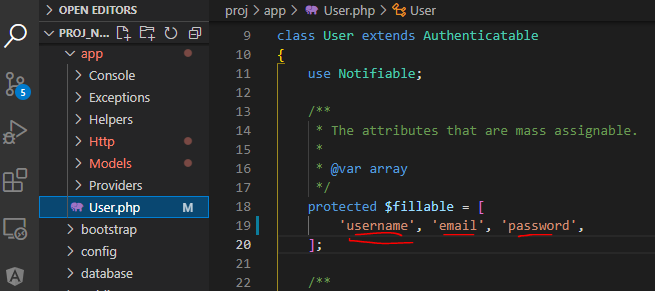 OPEN EDITORS
PROJ_N...
app
Console
Exceptions
Helpers
Http
Models
Providers
User.php M
bootstrap
config
database
5
proj > app > User.php > User
9 class User extends Authenticatable
10 {
11 use Notifiable;
12
13 /**
14 * The attributes that are mass assignable.
15 *
16 * @var array
17 */
18 protected $fillable = [
19 'username', 'email', 'password',
20 ];
21
22 /**